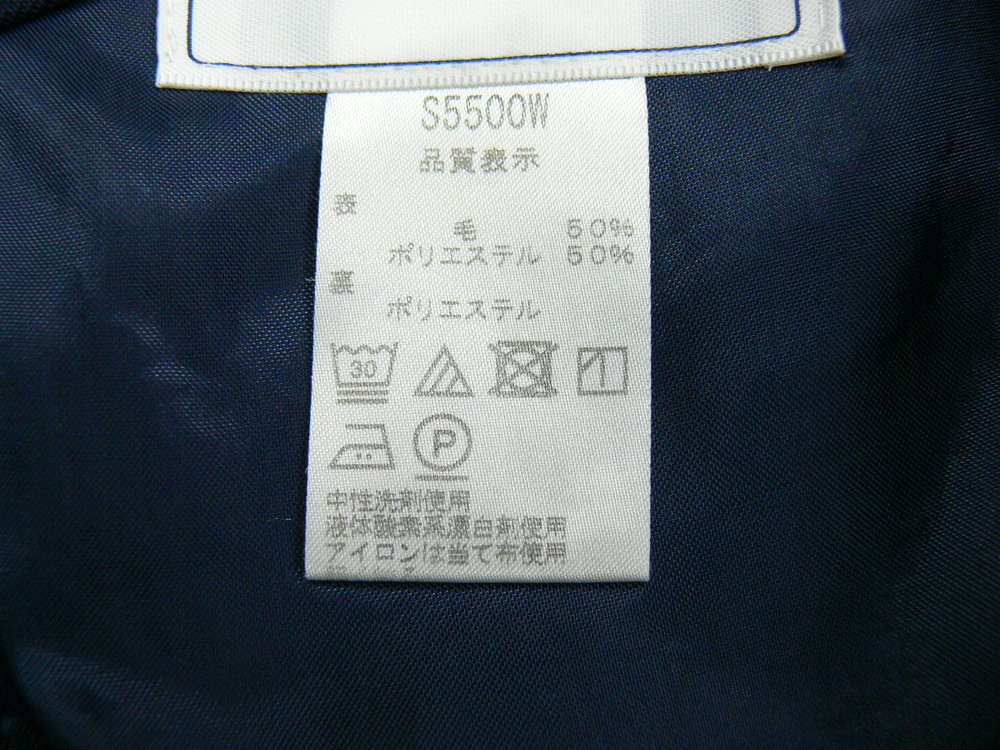 S5500W
品質表示
表
毛 50%
ポリエステル 50%
裏
ポリエステル
30
P
中性洗剤使用
液体酸素系漂白剤使用
アイロンは当て布使用